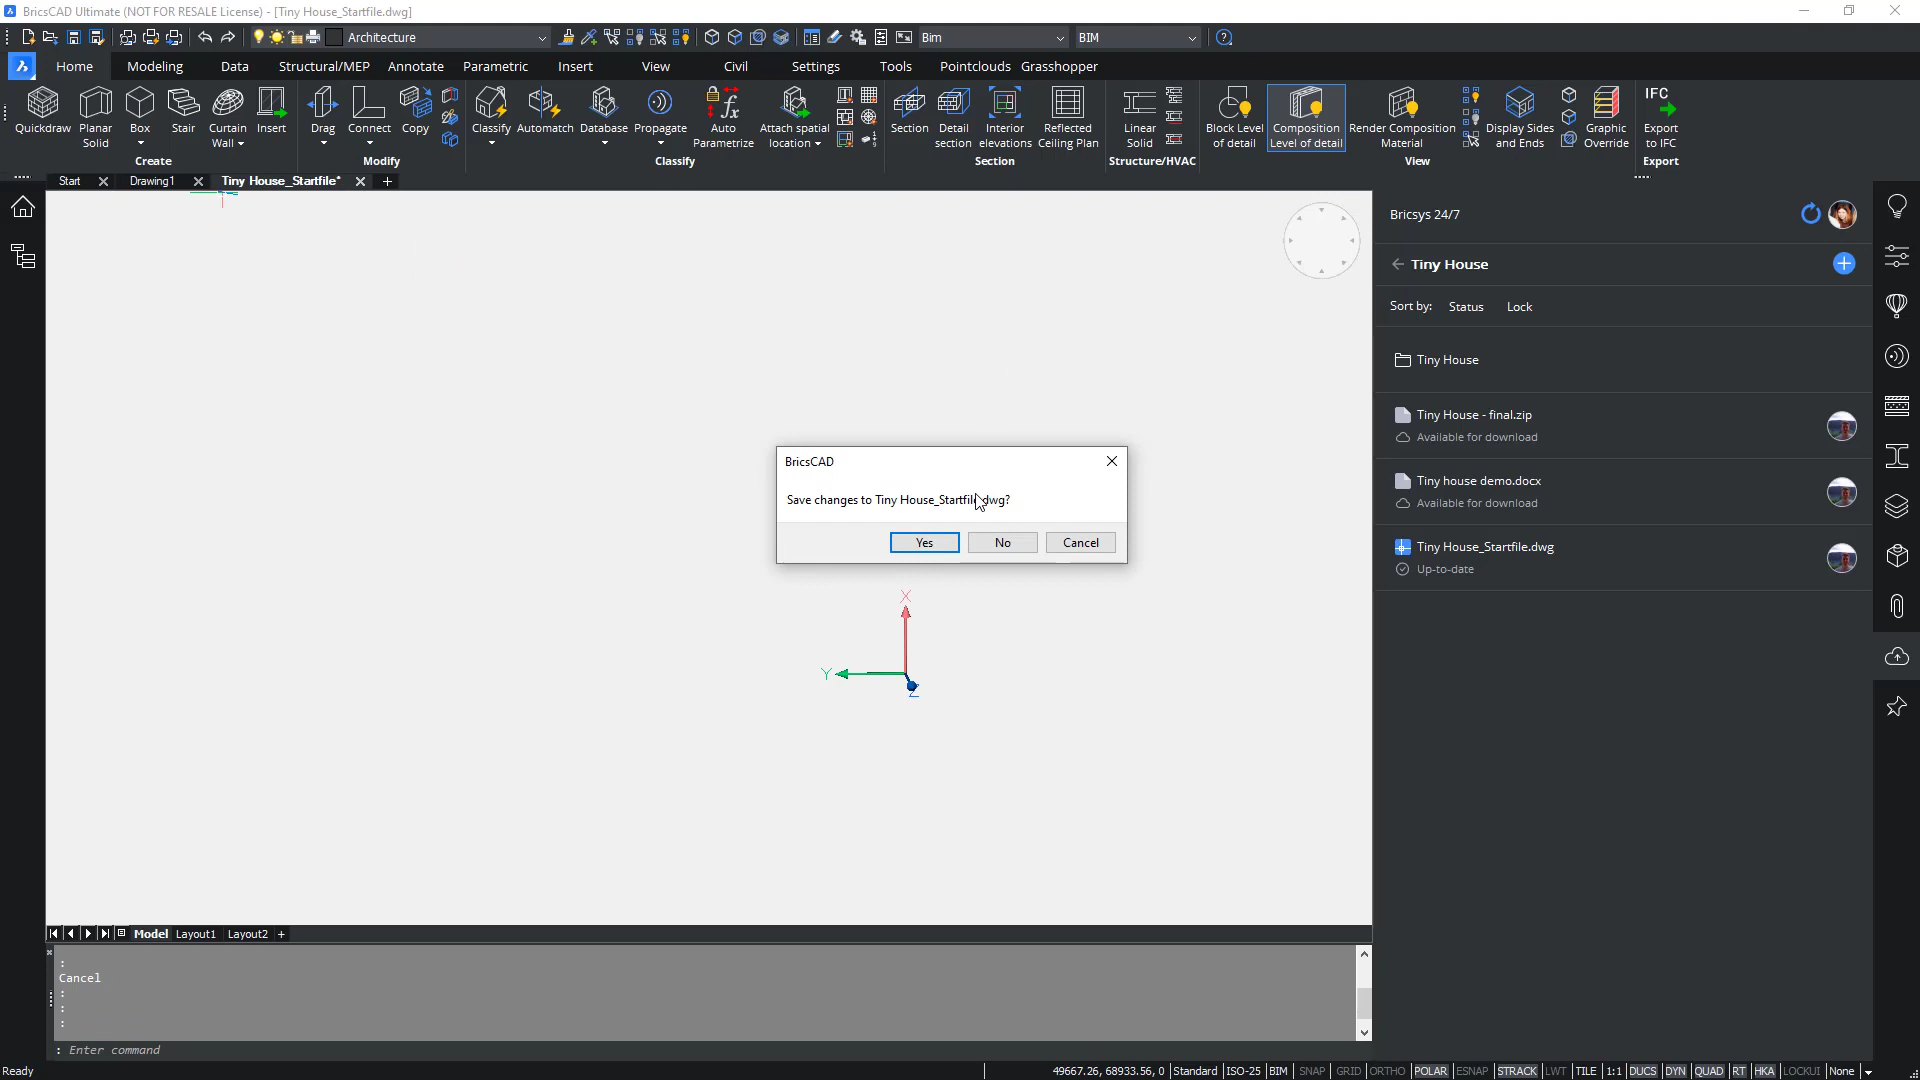 BricsCAD Ultimate (NOT FOR RESALE License) - [Tiny House_Startfile.dwg]
Architecture
Bim
BIM
Home
Modeling
Data
Structural/MEP
Annotate
Parametric
Insert
View
Civil
Settings
Tools
Pointclouds
Grasshopper
Quickdraw
Planar Solid
Box
Stair
Curtain Wall
Insert
Drag
Connect
Copy
Classify
Automatch
Database
Propagate
Auto Parametrize
Attach spatial location
Section
Detail section
Interior elevations
Reflected Ceiling Plan
Linear Solid
Block Level of detail
Composition Level of detail
Render Composition Material
Display Sides and Ends
Graphic Override
IFC
Export to IFC
Create
Modify
Classify
Section
Structure/HVAC
View
Export
Start
Drawing1
Tiny House_Startfile*
Bricsys 24/7
Tiny House
Sort by:
Status
Lock
Tiny House
Tiny House - final.zip
Available for download
Tiny house demo.docx
Available for download
Tiny House_Startfile.dwg
Up-to-date
BricsCAD
Save changes to Tiny House_Startfile.dwg?
Yes
No
Cancel
X
Y
Z
Model
Layout1
Layout2
+
:
Cancel
:
:
:
: Enter command
Ready
49667.26, 68933.56, 0
Standard
ISO-25
BIM
SNAP
GRID
ORTHO
POLAR
ESNAP
STRACK
LWT
TILE
1:1
DUCS
DYN
QUAD
RT
HKA
LOCKUI
None